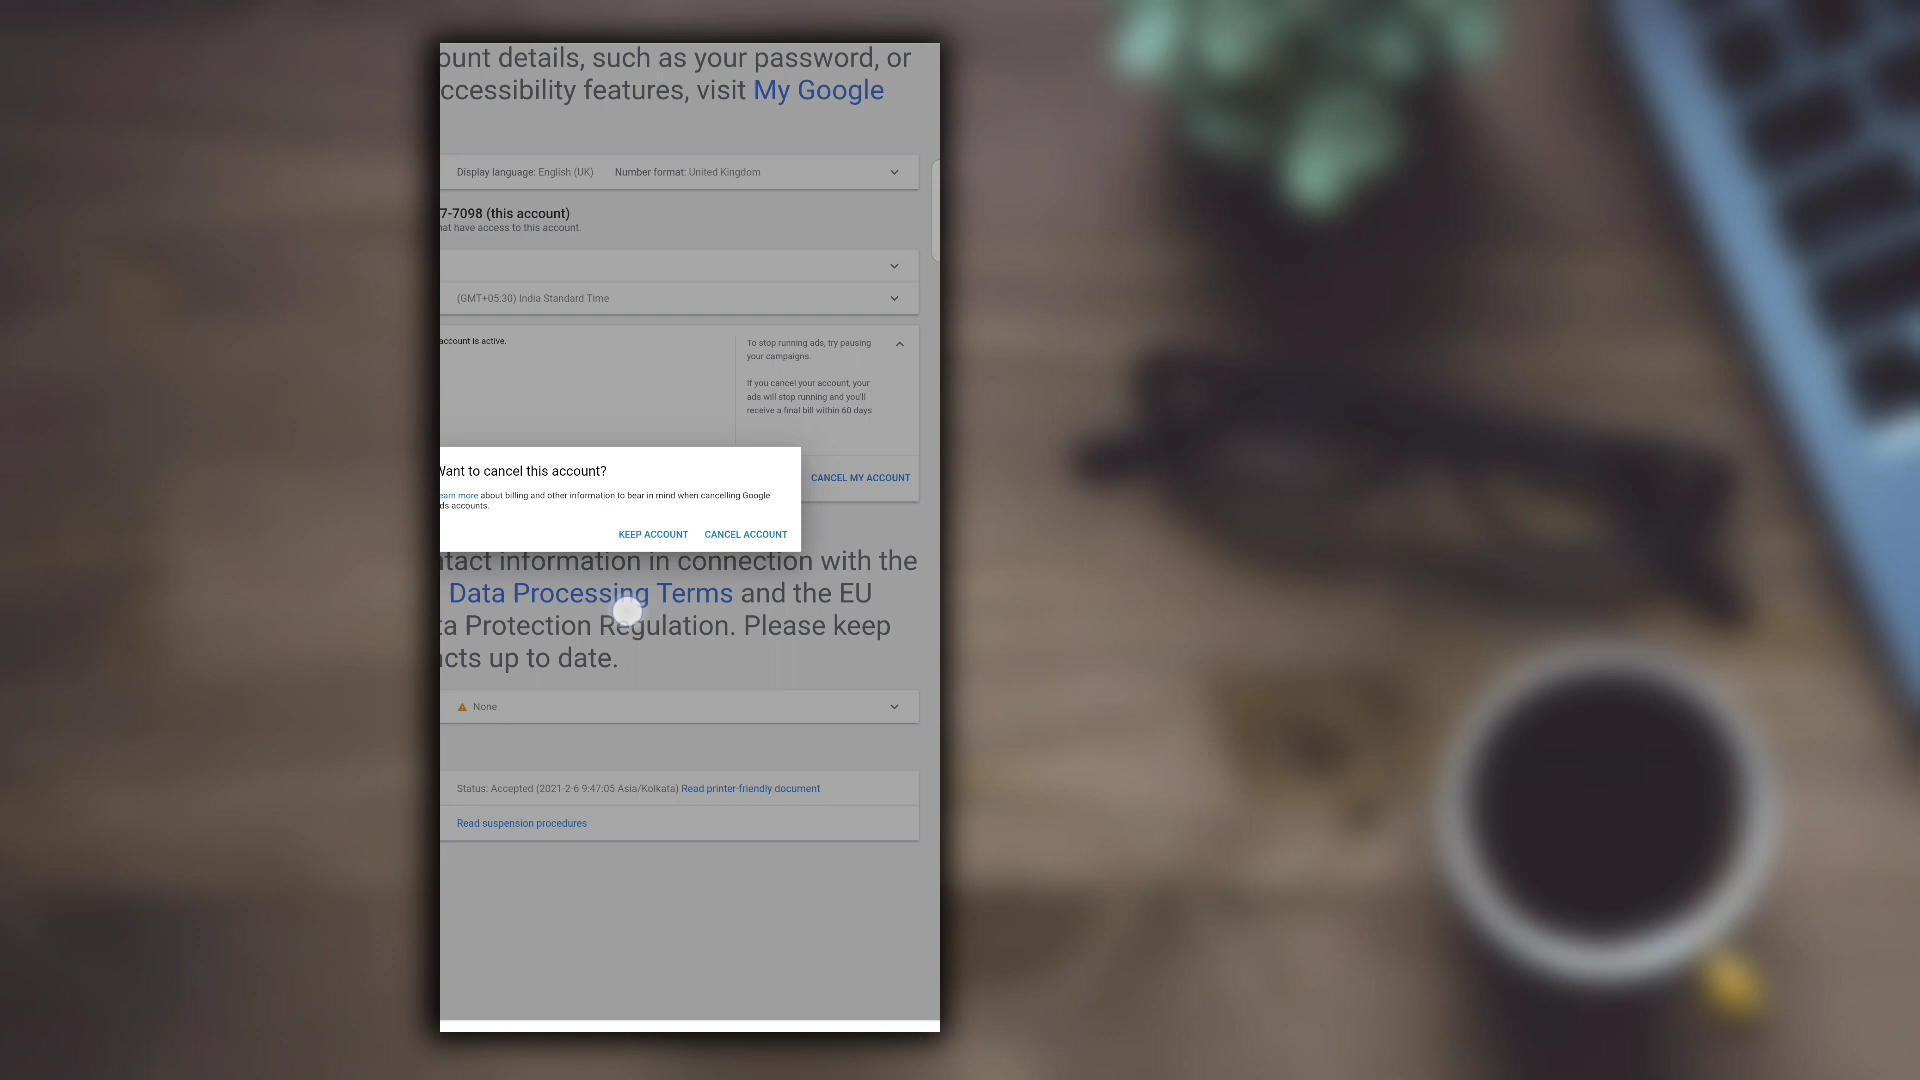 ount details, such as your password, or
ccessibility features, visit My Google
Display language: English (UK) Number format: United Kingdom
7-7098 (this account)
hat have access to this account.
(GMT+05:30) India Standard Time
account is active.
To stop running ads, try pausing
your campaigns.
If you cancel your account, your
ads will stop running and you'll
receive a final bill within 60 days
CANCEL MY ACCOUNT
Want to cancel this account?
earn more about billing and other information to bear in mind when cancelling Google
ds accounts.
KEEP ACCOUNT CANCEL ACCOUNT
ntact information in connection with the
Data Processing Terms and the EU
ta Protection Regulation. Please keep
acts up to date.
None
Status: Accepted (2021-2-6 9:47:05 Asia/Kolkata) Read printer-friendly document
Read suspension procedures